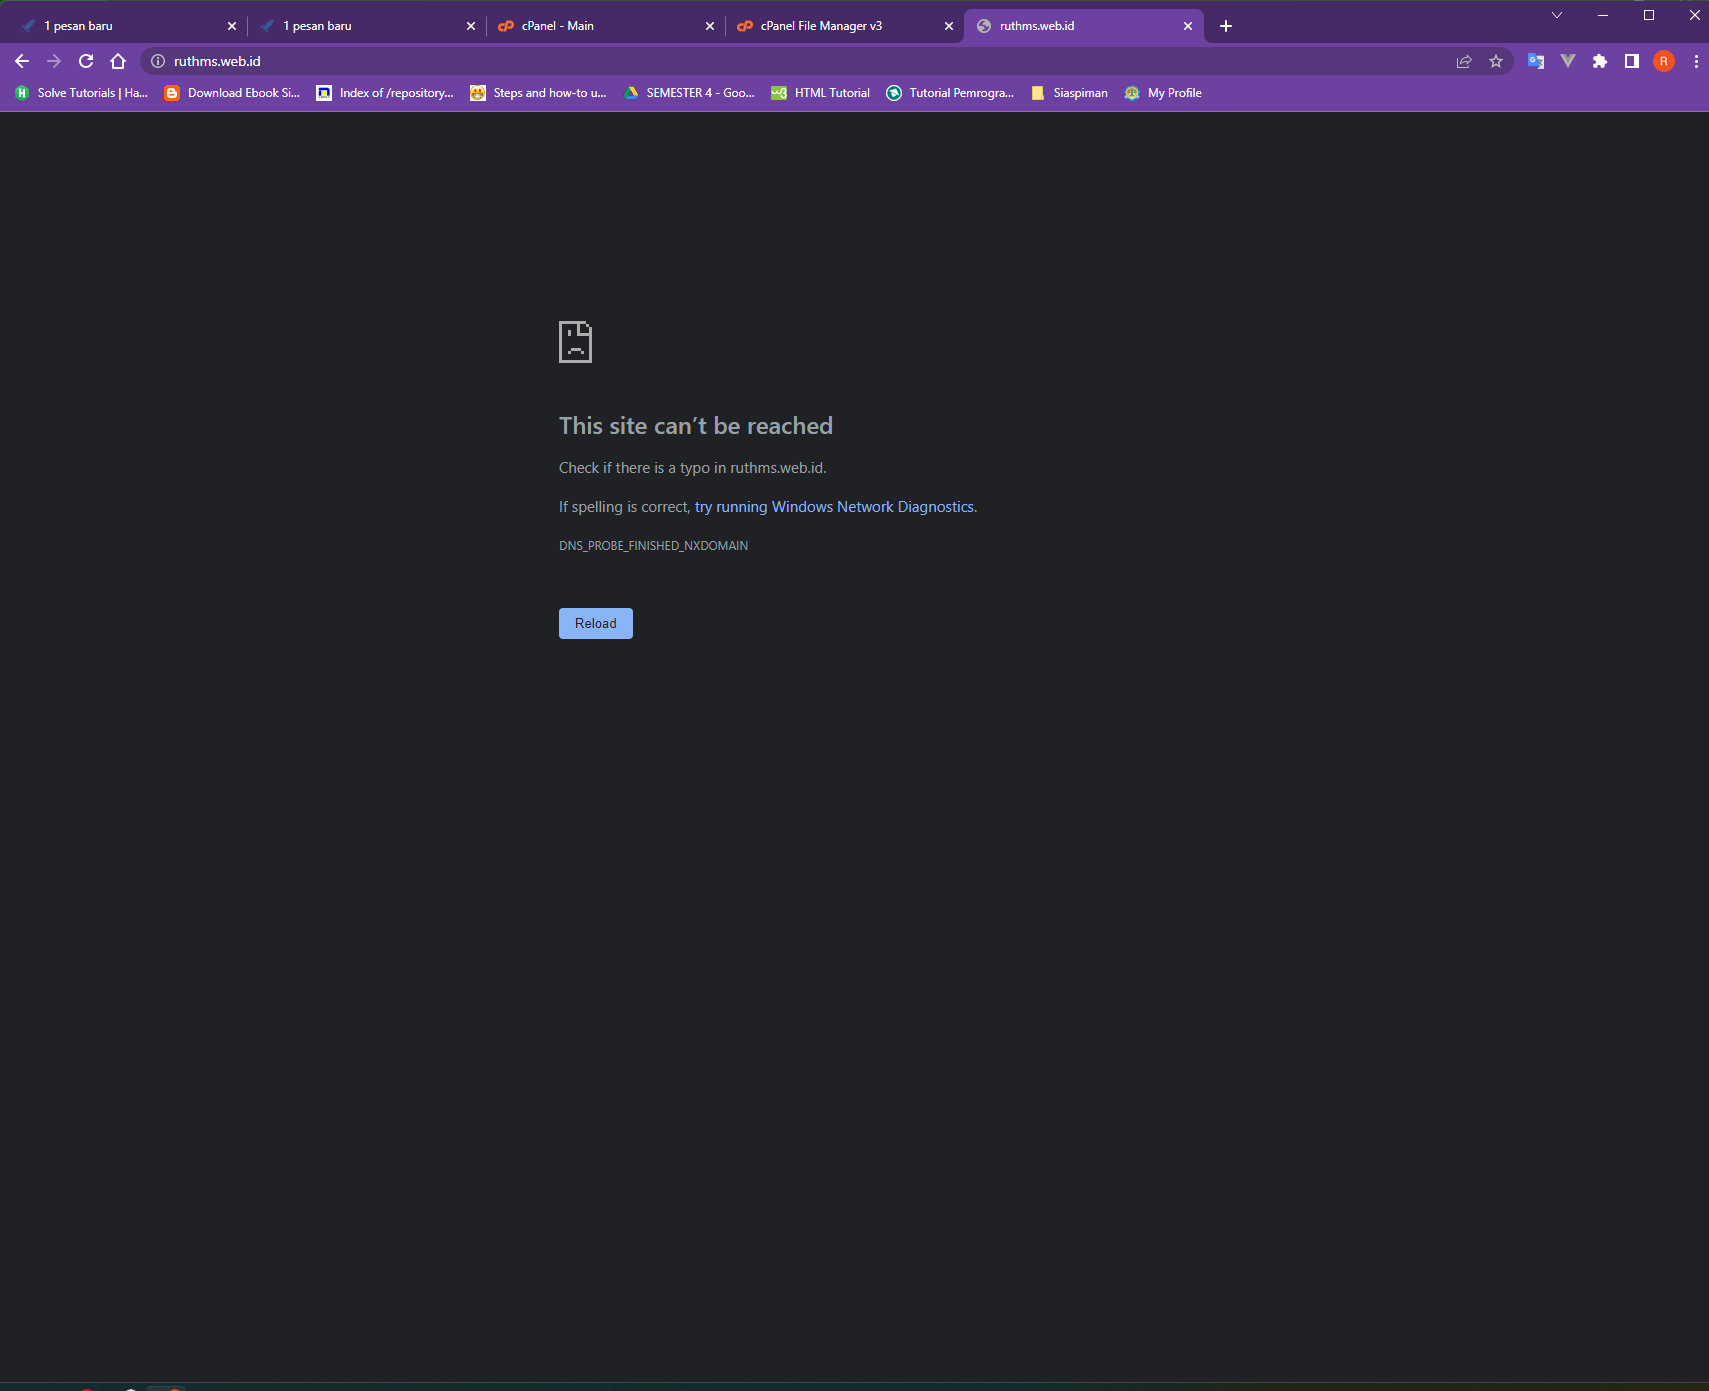 1 pesan baru
1 pesan baru
cPanel - Main
cPanel File Manager v3
ruthms.web.id
ruthms.web.id
R
Solve Tutorials | Ha...
Download Ebook Si...
Index of /repository...
Steps and how-to u...
SEMESTER 4 - Goo...
HTML Tutorial
Tutorial Pemrogra...
Siaspiman
My Profile
This site can’t be reached
Check if there is a typo in ruthms.web.id.
If spelling is correct, try running Windows Network Diagnostics.
DNS_PROBE_FINISHED_NXDOMAIN
Reload